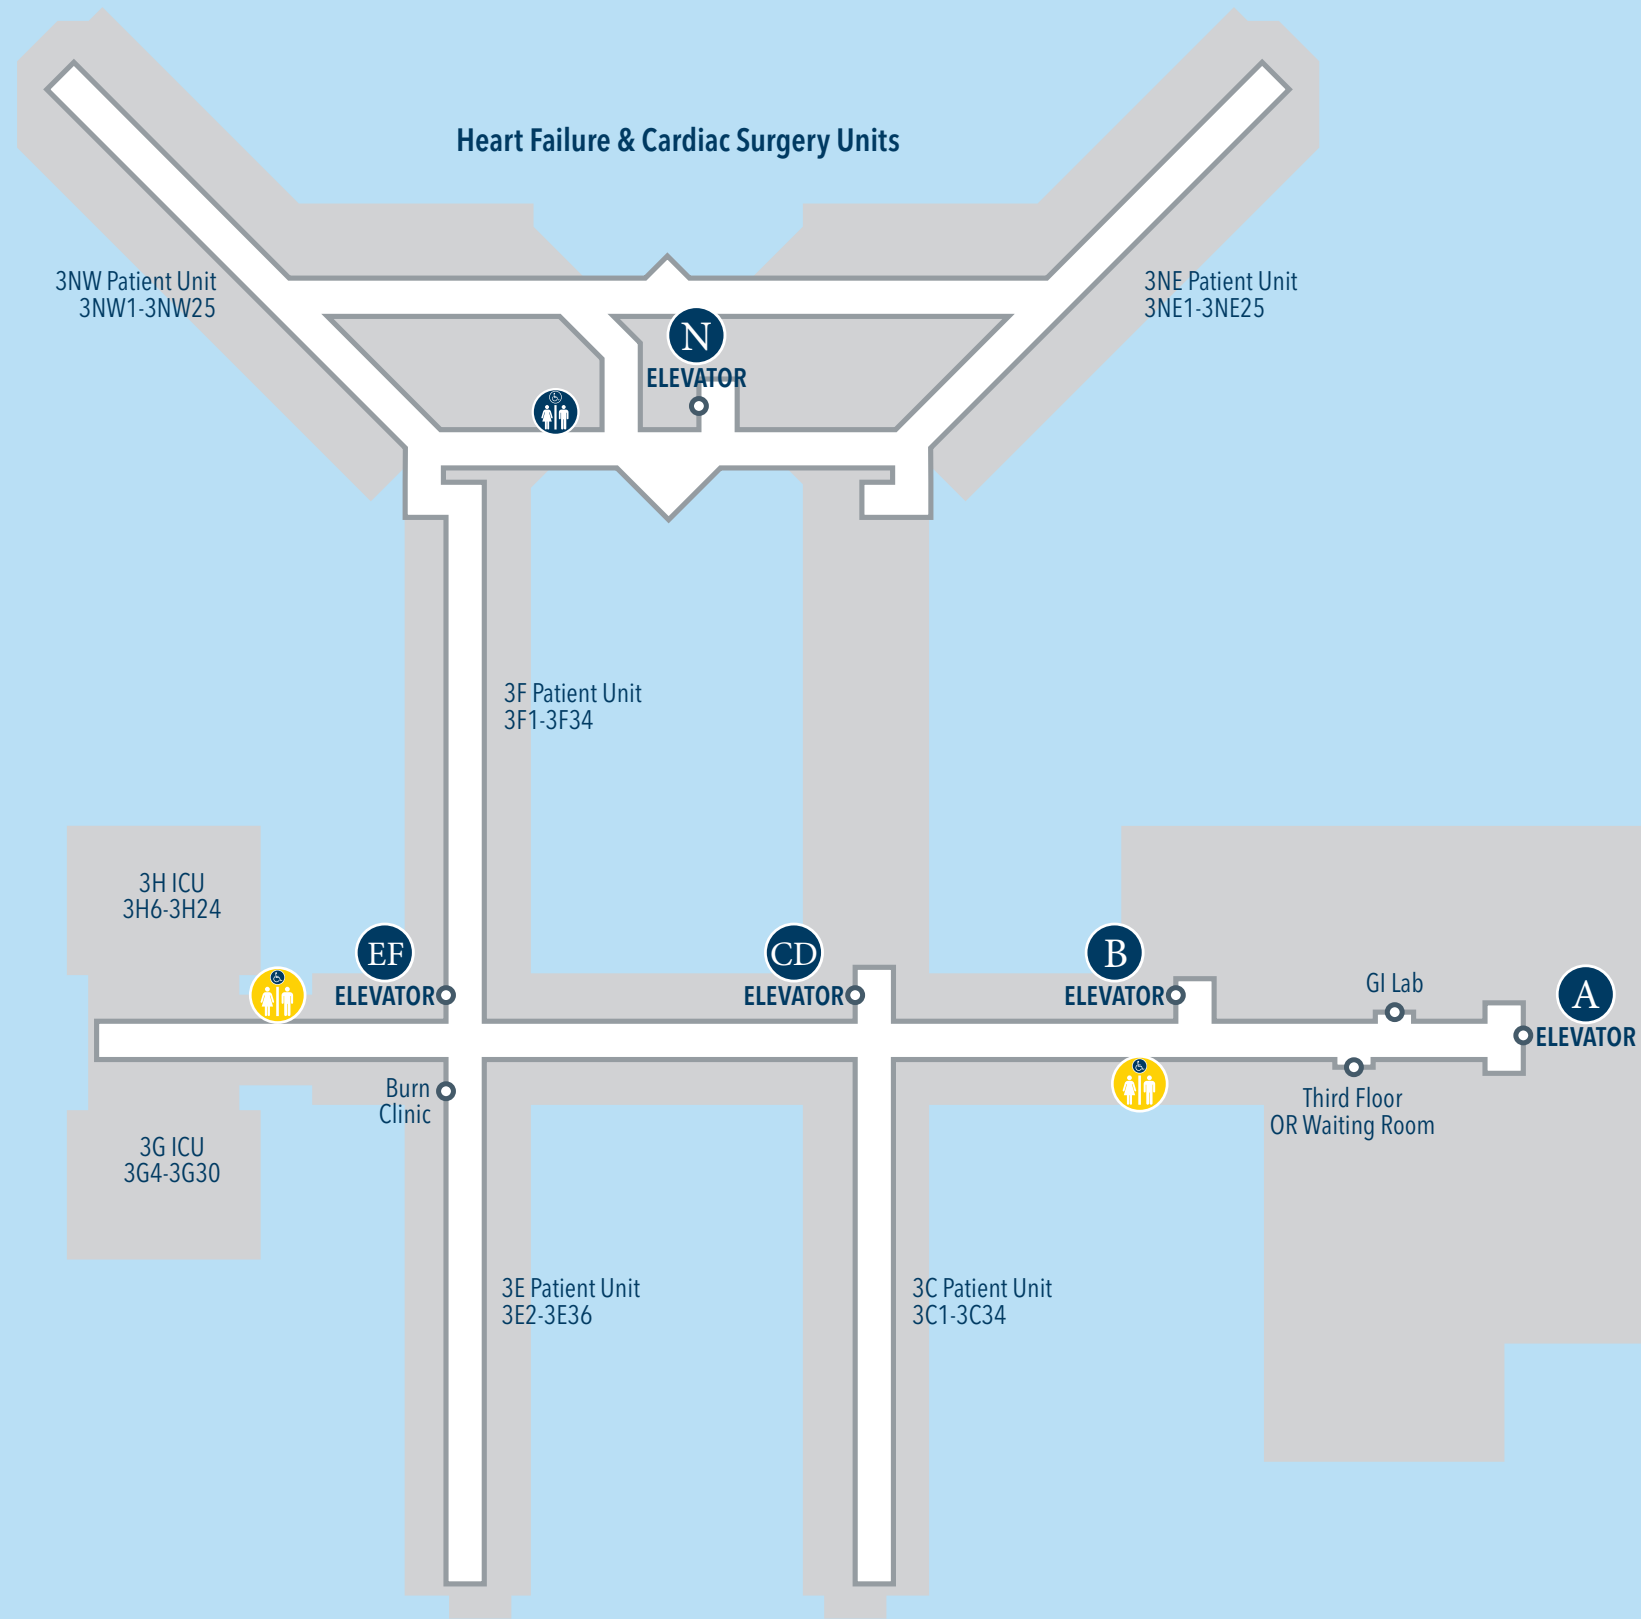 Heart Failure & Cardiac Surgery Units
3NW Patient Unit
3NW1-3NW25
3NE Patient Unit
3NE1-3NE25
N
ELEVATOR
3F Patient Unit
3F1-3F34
3H ICU
3H6-3H24
EF
ELEVATOR
CD
ELEVATOR
B
ELEVATOR
GI Lab
A
ELEVATOR
Burn
Clinic
Third Floor
OR Waiting Room
3G ICU
3G4-3G30
3E Patient Unit
3E2-3E36
3C Patient Unit
3C1-3C34